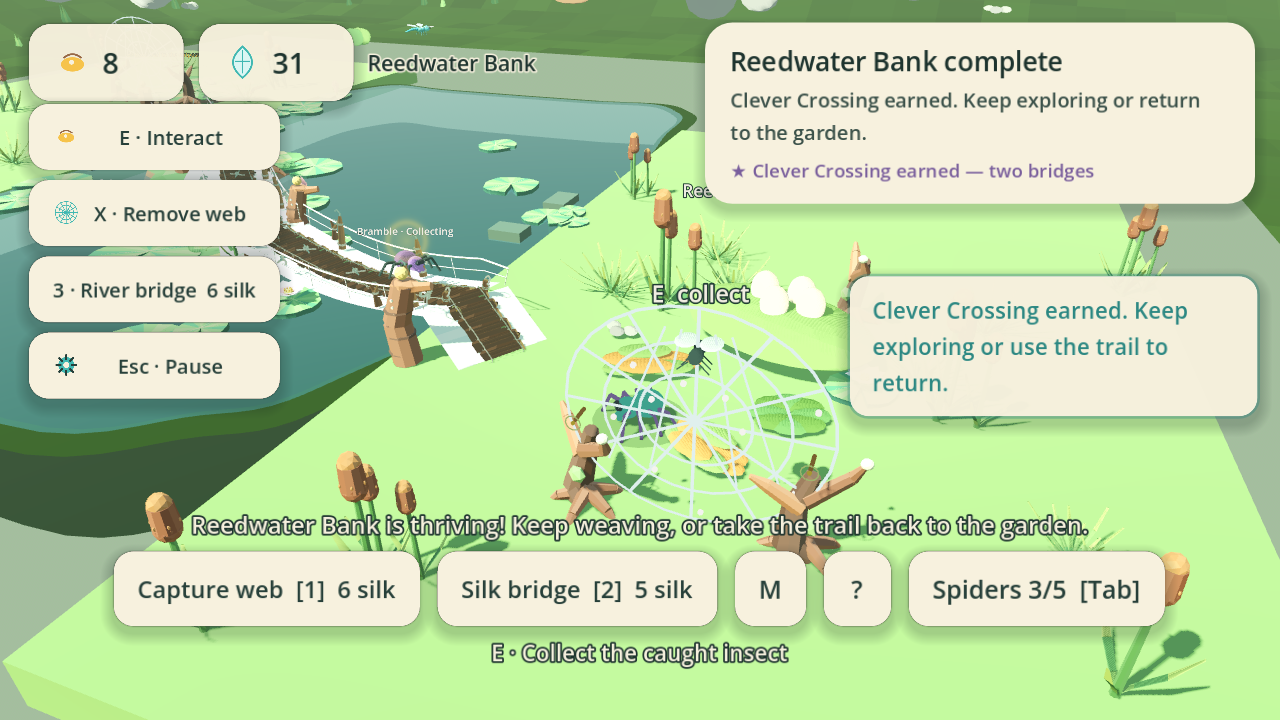 8
31
Reedwater Bank
E · Interact
X · Remove web
3 · River bridge 6 silk
Esc · Pause
Reedwater Bank complete
Clever Crossing earned. Keep exploring or return
to the garden.
★ Clever Crossing earned — two bridges
Bramble · Collecting
E collect
Clever Crossing earned. Keep
exploring or use the trail to
return.
Reedwater Bank is thriving! Keep weaving, or take the trail back to the garden.
Capture web [1] 6 silk
Silk bridge [2] 5 silk
M
?
Spiders 3/5 [Tab]
E · Collect the caught insect